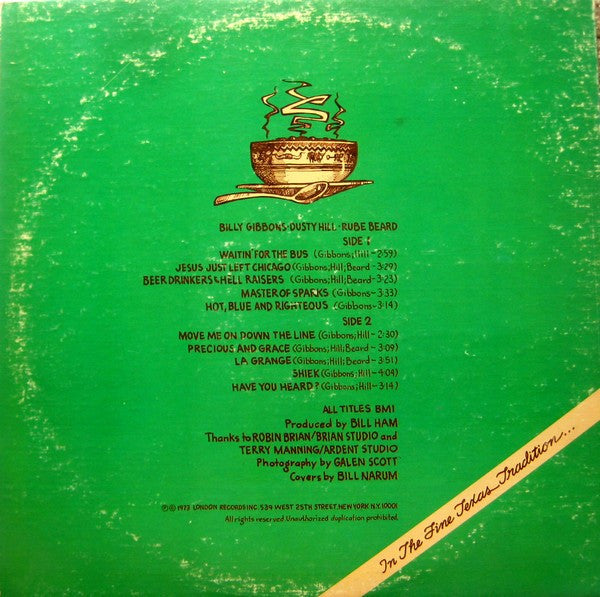 BILLY GIBBONS·DUSTY HILL·RUBE BEARD
SIDE 1
WAITIN' FOR THE BUS (Gibbons; Hill-2:59)
JESUS JUST LEFT CHICAGO (Gibbons; Hill; Beard-3:29)
BEER DRINKERS & HELL RAISERS (Gibbons; Hill; Beard-3:23)
MASTER OF SPARKS (Gibbons-3:33)
HOT, BLUE AND RIGHTEOUS (Gibbons-3:14)
SIDE 2
MOVE ME ON DOWN THE LINE (Gibbons; Hill-2:30)
PRECIOUS AND GRACE (Gibbons; Hill; Beard-3:09)
LA GRANGE (Gibbons; Hill; Beard-3:51)
SHIEK (Gibbons; Hill-4:04)
HAVE YOU HEARD? (Gibbons; Hill-3:14)
ALL TITLES BMI
Produced by BILL HAM
Thanks to ROBIN BRIAN/BRIAN STUDIO and
TERRY MANNING/ARDENT STUDIO
Photography by GALEN SCOTT
Covers by BILL NARUM
℗ © 1973 LONDON RECORDS INC. 539 WEST 25TH STREET, NEW YORK N.Y. 10001
All rights reserved. Unauthorized duplication prohibited.
In The Fine Texas Tradition...